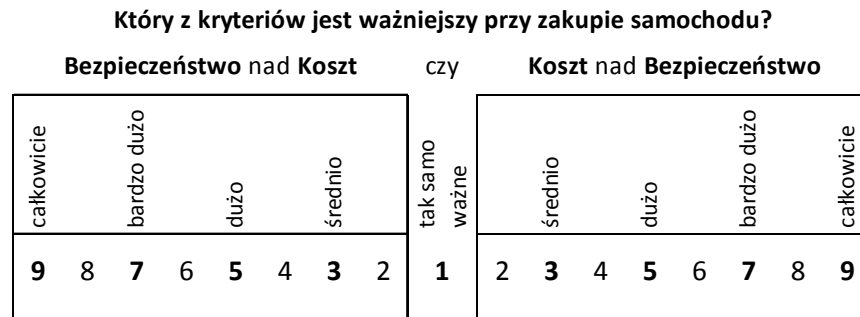 Który z kryteriów jest ważniejszy przy zakupie samochodu?
Bezpieczeństwo nad Koszt czy Koszt nad Bezpieczeństwo
całkowicie bardzo dużo dużo średnio tak samo ważne średnio dużo bardzo dużo całkowicie
9 8 7 6 5 4 3 2 1 2 3 4 5 6 7 8 9